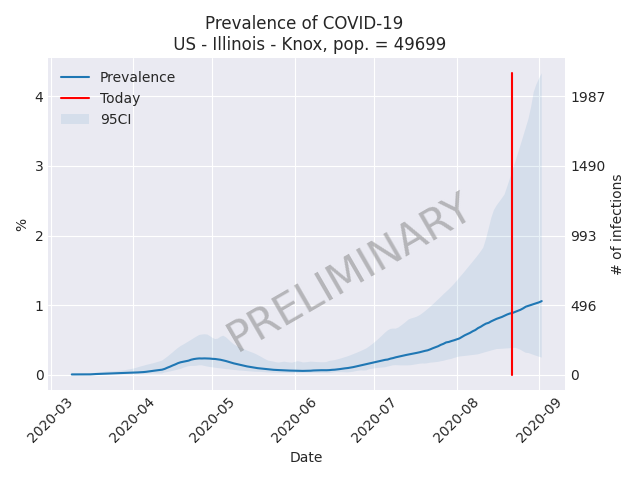 Prevalence of COVID-19
US - Illinois - Knox, pop. = 49699
Prevalence
Today
95CI
4
3
2
1
0
%
1987
1490
993
496
0
# of infections
PRELIMINARY
2020-03
2020-04
2020-05
2020-06
2020-07
2020-08
2020-09
Date